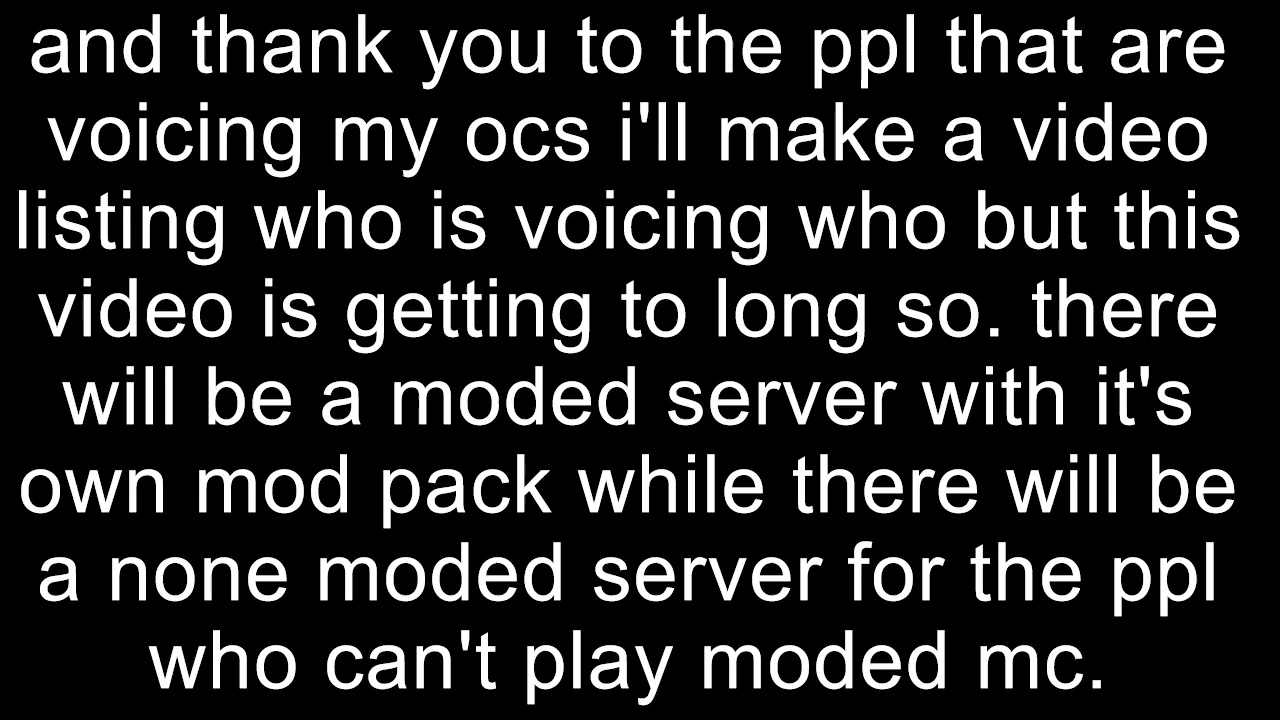 and thank you to the ppl that are
voicing my ocs i'll make a video
listing who is voicing who but this
video is getting to long so. there
will be a moded server with it's
own mod pack while there will be
a none moded server for the ppl
who can't play moded mc.